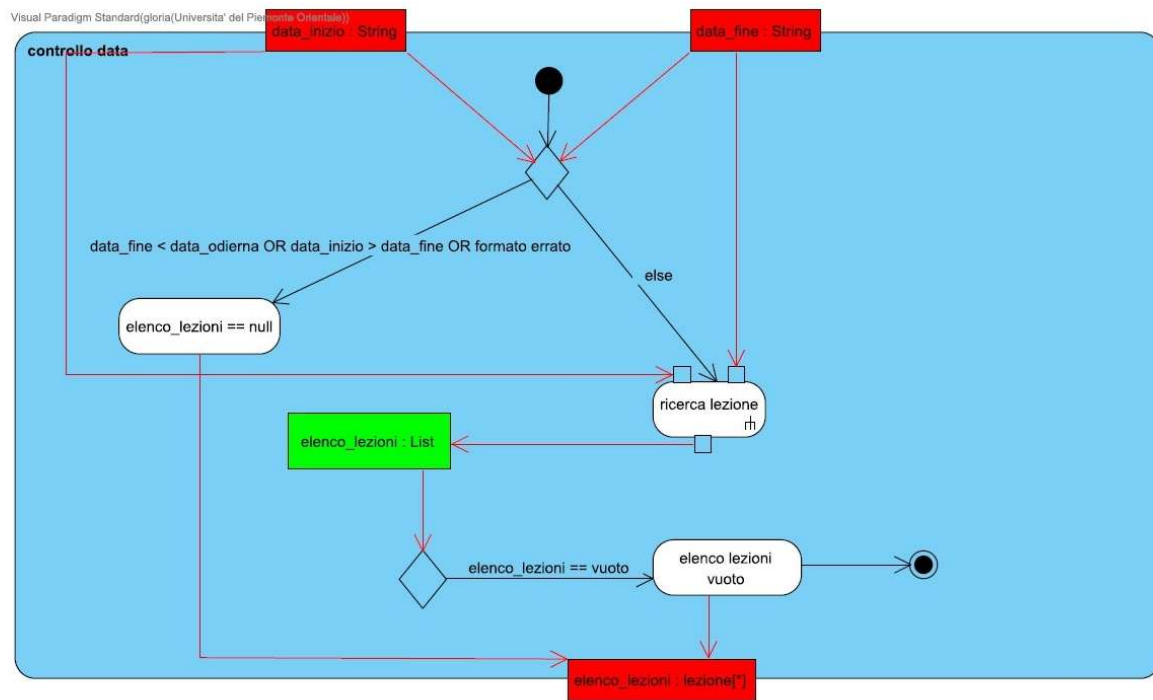 Visual Paradigm Standard(gloria(Universita' del Piemonte Orientale))
data_inizio : String
data_fine : String
controllo data
data_fine < data_odierna OR data_inizio > data_fine OR formato errato
else
elenco_lezioni == null
ricerca lezione
elenco_lezioni : List
elenco_lezioni == vuoto
elenco lezioni
vuoto
elenco_lezioni : lezione[*]